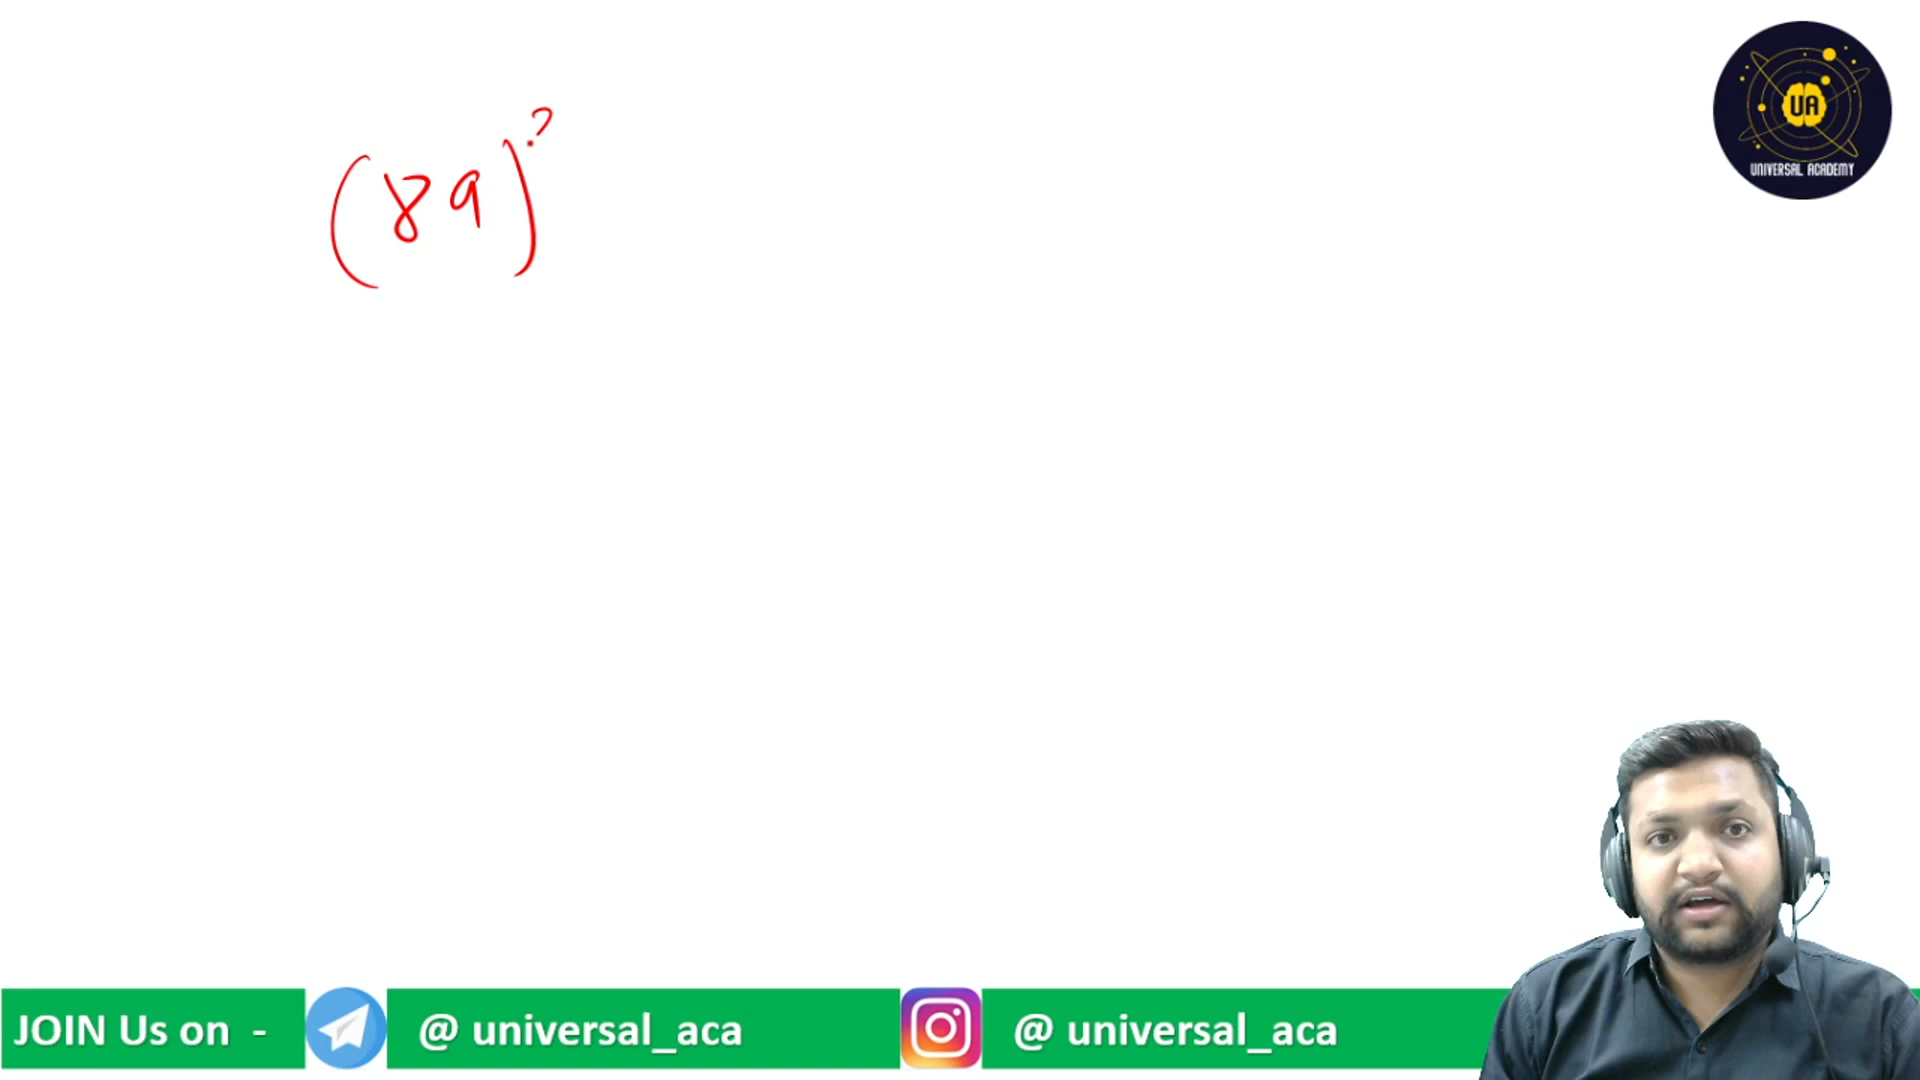 (89)^?
UA
UNIVERSAL ACADEMY
JOIN Us on -
@ universal_aca
@ universal_aca